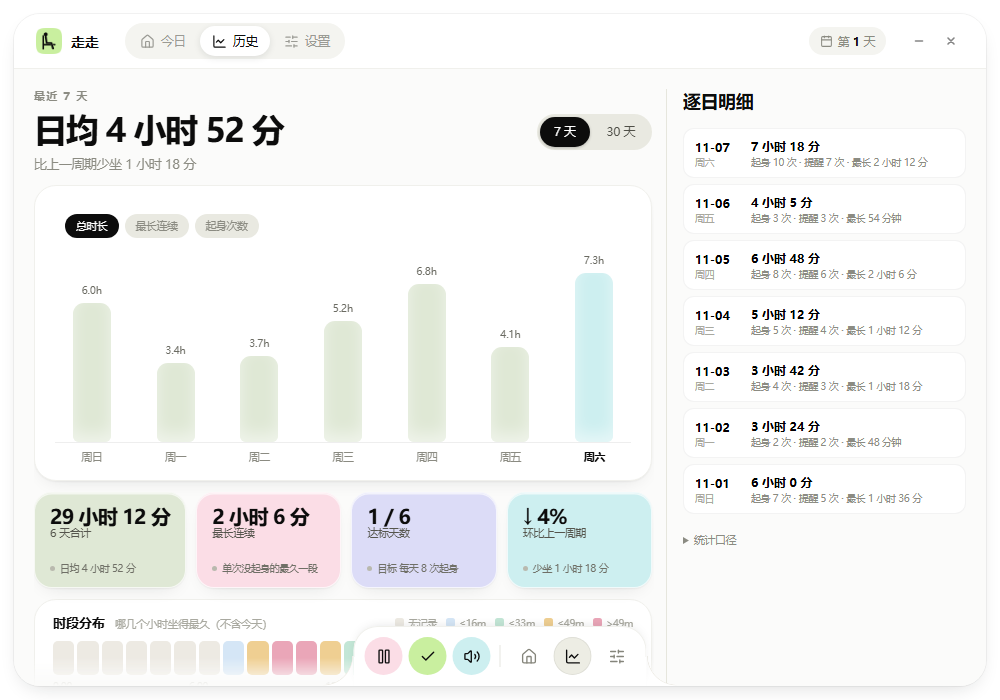 走走
今日
历史
设置
第 1 天
最近 7 天
日均 4 小时 52 分
比上一周期少坐 1 小时 18 分
7 天
30 天
总时长
最长连续
起身次数
6.0h
3.4h
3.7h
5.2h
6.8h
4.1h
7.3h
周日
周一
周二
周三
周四
周五
周六
29 小时 12 分
6 天合计
日均 4 小时 52 分
2 小时 6 分
最长连续
单次没起身的最久一段
1 / 6
达标天数
目标 每天 8 次起身
↓ 4%
环比上一周期
少坐 1 小时 18 分
时段分布 哪几个小时坐得最久（不含今天）
无记录
≤16m
≤33m
≤49m
>49m
逐日明细
11-07
周六
7 小时 18 分
起身 10 次 · 提醒 7 次 · 最长 2 小时 12 分
11-06
周五
4 小时 5 分
起身 3 次 · 提醒 3 次 · 最长 54 分钟
11-05
周四
6 小时 48 分
起身 8 次 · 提醒 6 次 · 最长 2 小时 6 分
11-04
周三
5 小时 12 分
起身 5 次 · 提醒 4 次 · 最长 1 小时 12 分
11-03
周二
3 小时 42 分
起身 4 次 · 提醒 3 次 · 最长 1 小时 18 分
11-02
周一
3 小时 24 分
起身 2 次 · 提醒 2 次 · 最长 48 分钟
11-01
周日
6 小时 0 分
起身 7 次 · 提醒 5 次 · 最长 1 小时 36 分
统计口径